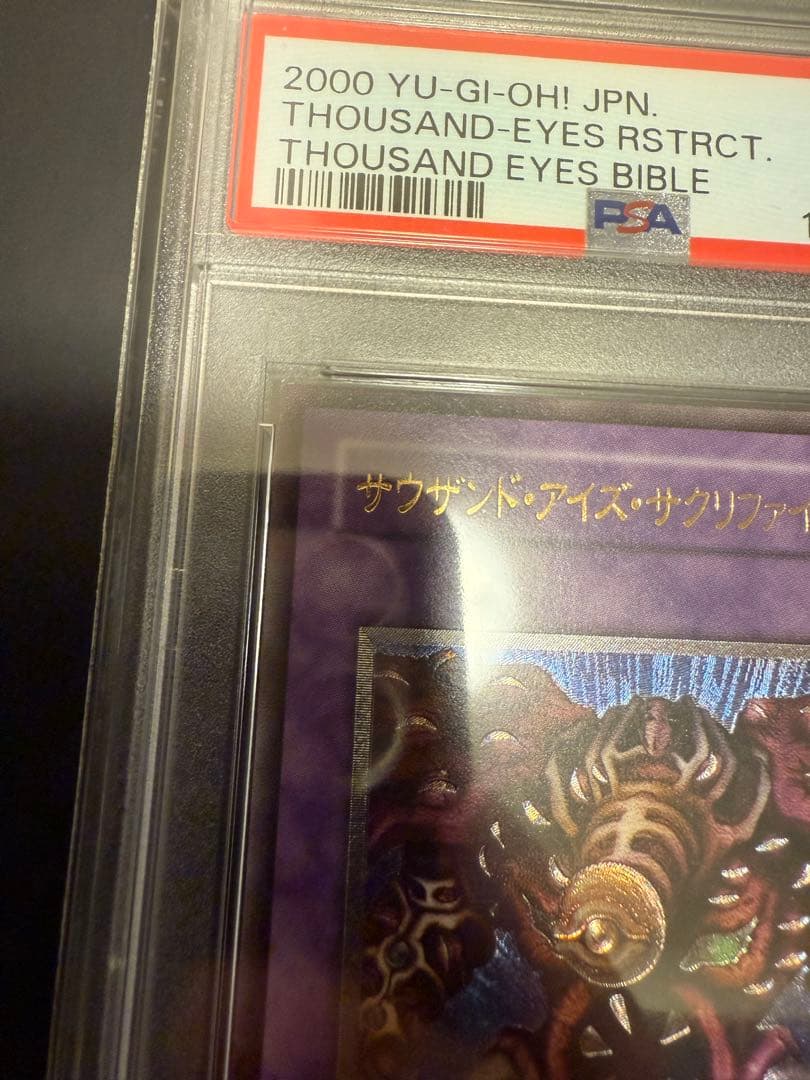 2000 YU-GI-OH! JPN.
THOUSAND-EYES RSTRCT.
THOUSAND EYES BIBLE
PSA
サウザンド・アイズ・サクリファイ